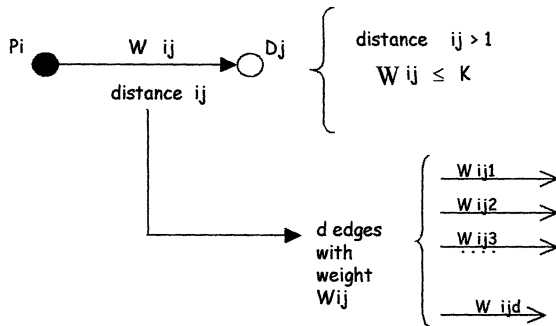 Pi
W ij
Dj
distance ij
distance ij > 1
W ij ≤ K
d edges
with
weight
Wij
W ij1
W ij2
W ij3
....
W ijd